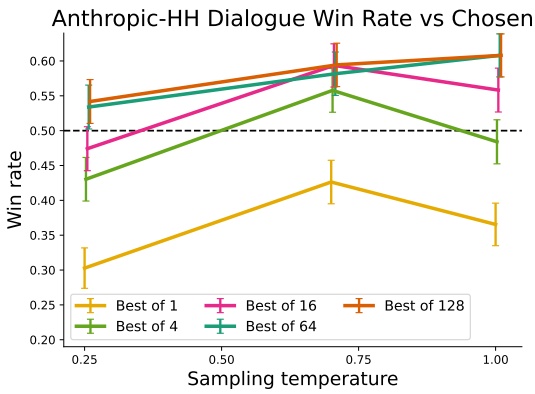 Anthropic-HH Dialogue Win Rate vs Chosen
Win rate
0.60
0.55
0.50
0.45
0.40
0.35
0.30
0.25
0.20
Best of 1
Best of 4
Best of 16
Best of 64
Best of 128
0.25
0.50
0.75
1.00
Sampling temperature